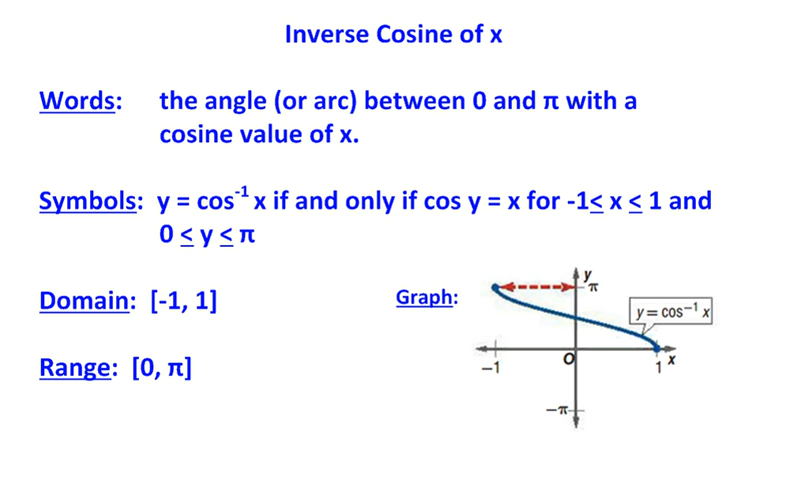 Inverse Cosine of x
Words: the angle (or arc) between 0 and π with a
cosine value of x.
Symbols: y = cos⁻¹ x if and only if cos y = x for -1≤ x ≤ 1 and
0 ≤ y ≤ π
Domain: [-1, 1]
Graph:
Range: [0, π]
y
π
y = cos⁻¹ x
−1
O
1
x
−π